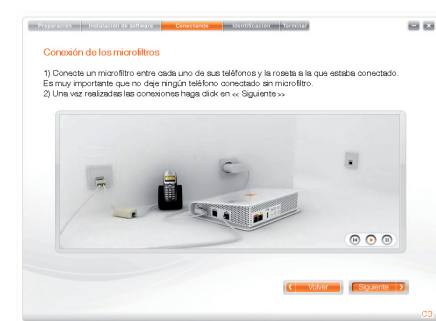 Preparación Instalación de software Conectando Identificación Terminar
Conexión de los microfiltros
1) Conecte un microfiltro entre cada uno de sus teléfonos y la roseta a la que estaba conectado.
Es muy importante que no deje ningún teléfono conectado sin microfiltro.
2) Una vez realizadas las conexiones haga click en << Siguiente >>
Volver Siguiente
C3